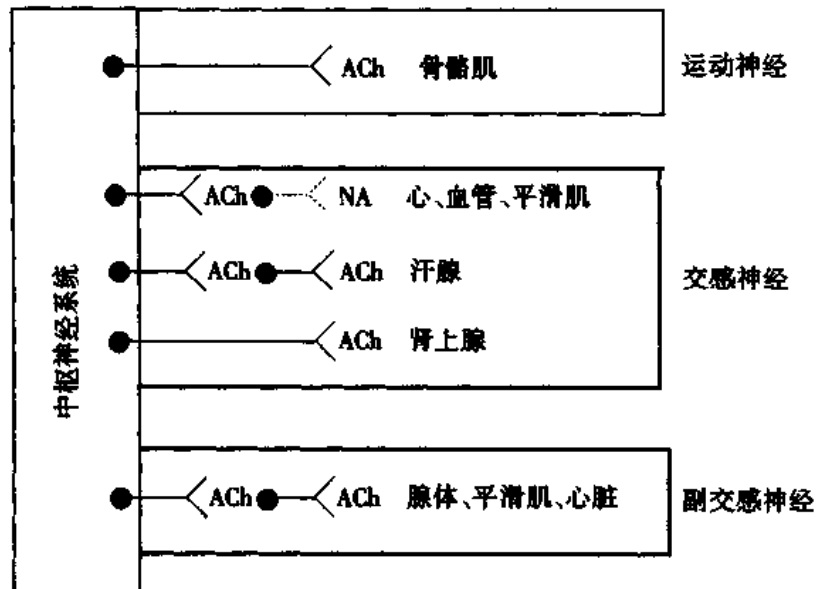 ACh 骨骼肌 运动神经
ACh NA 心、血管、平滑肌
ACh ACh 汗腺 交感神经
ACh 肾上腺
中枢神经系统
ACh ACh 腺体、平滑肌、心脏 副交感神经